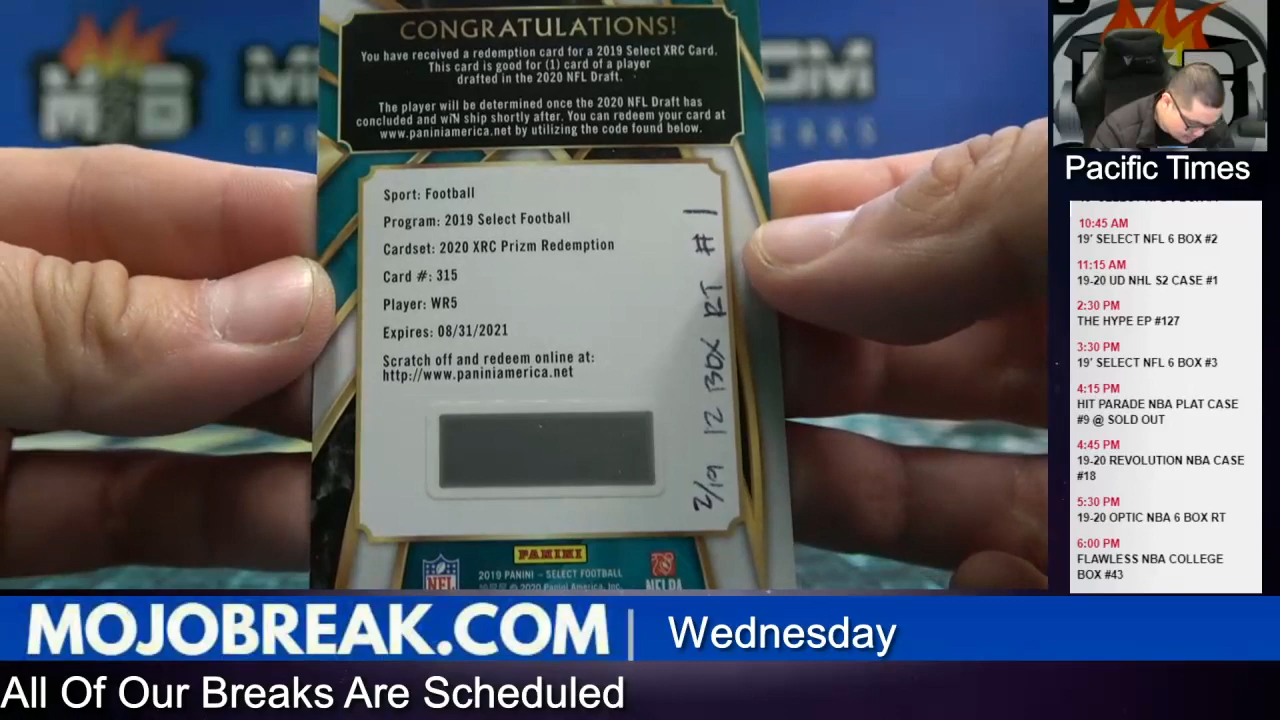 CONGRATULATIONS!
You have received a redemption card for a 2019 Select XRC Card.
This card is good for (1) card of a player
drafted in the 2020 NFL Draft.
The player will be determined once the 2020 NFL Draft has
concluded and will ship shortly after. You can redeem your card at
www.paniniamerica.net by utilizing the code found below.
Sport: Football
Program: 2019 Select Football
Cardset: 2020 XRC Prizm Redemption
Card #: 315
Player: WR5
Expires: 08/31/2021
Scratch off and redeem online at:
http://www.paniniamerica.net
2/19 12 BOX RT #1
PANINI
NFL
2019 PANINI – SELECT FOOTBALL
© 2020 Panini America, Inc.
NFLPA
Pacific Times
10:45 AM
19' SELECT NFL 6 BOX #2
11:15 AM
19-20 UD NHL S2 CASE #1
2:30 PM
THE HYPE EP #127
3:30 PM
19' SELECT NFL 6 BOX #3
4:15 PM
HIT PARADE NBA PLAT CASE
#9 @ SOLD OUT
4:45 PM
19-20 REVOLUTION NBA CASE
#18
5:30 PM
19-20 OPTIC NBA 6 BOX RT
6:00 PM
FLAWLESS NBA COLLEGE
BOX #43
MOJOBREAK.COM | Wednesday
All Of Our Breaks Are Scheduled